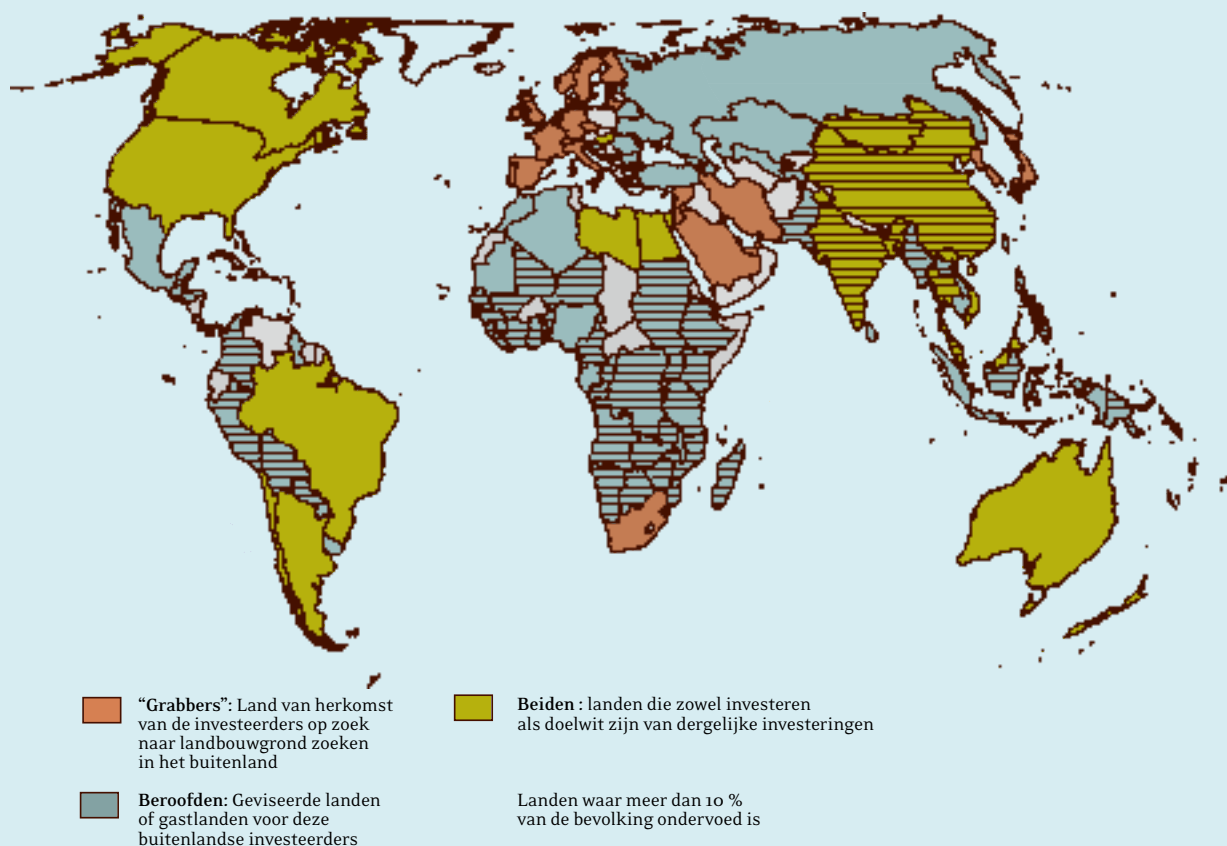 “Grabbers”: Land van herkomst
van de investeerders op zoek
naar landbouwgrond zoeken
in het buitenland
Beroofden: Geviseerde landen
of gastlanden voor deze
buitenlandse investeerders
Beiden : landen die zowel investeren
als doelwit zijn van dergelijke investeringen
Landen waar meer dan 10 %
van de bevolking ondervoed is